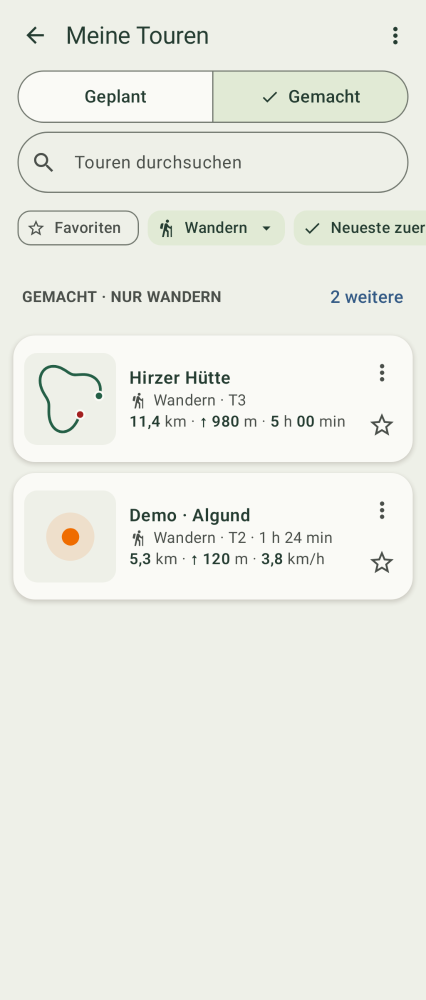 Meine Touren
Geplant
Gemacht
Touren durchsuchen
Favoriten
Wandern
Neueste zuer
GEMACHT · NUR WANDERN
2 weitere
Hirzer Hütte
Wandern · T3
11,4 km · ↑ 980 m · 5 h 00 min
Demo · Algund
Wandern · T2 · 1 h 24 min
5,3 km · ↑ 120 m · 3,8 km/h